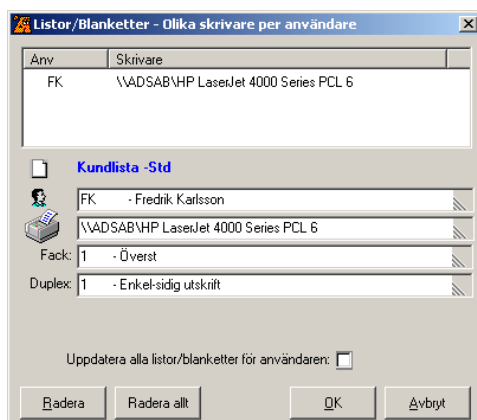 Listor/Blanketter - Olika skrivare per användare
Anv Skrivare
FK \\ADSAB\HP LaserJet 4000 Series PCL 6
Kundlista -Std
FK - Fredrik Karlsson
\\ADSAB\HP LaserJet 4000 Series PCL 6
Fack: 1 - Överst
Duplex: 1 - Enkel-sidig utskrift
Uppdatera alla listor/blanketter för användaren:
Radera Radera allt OK Avbryt